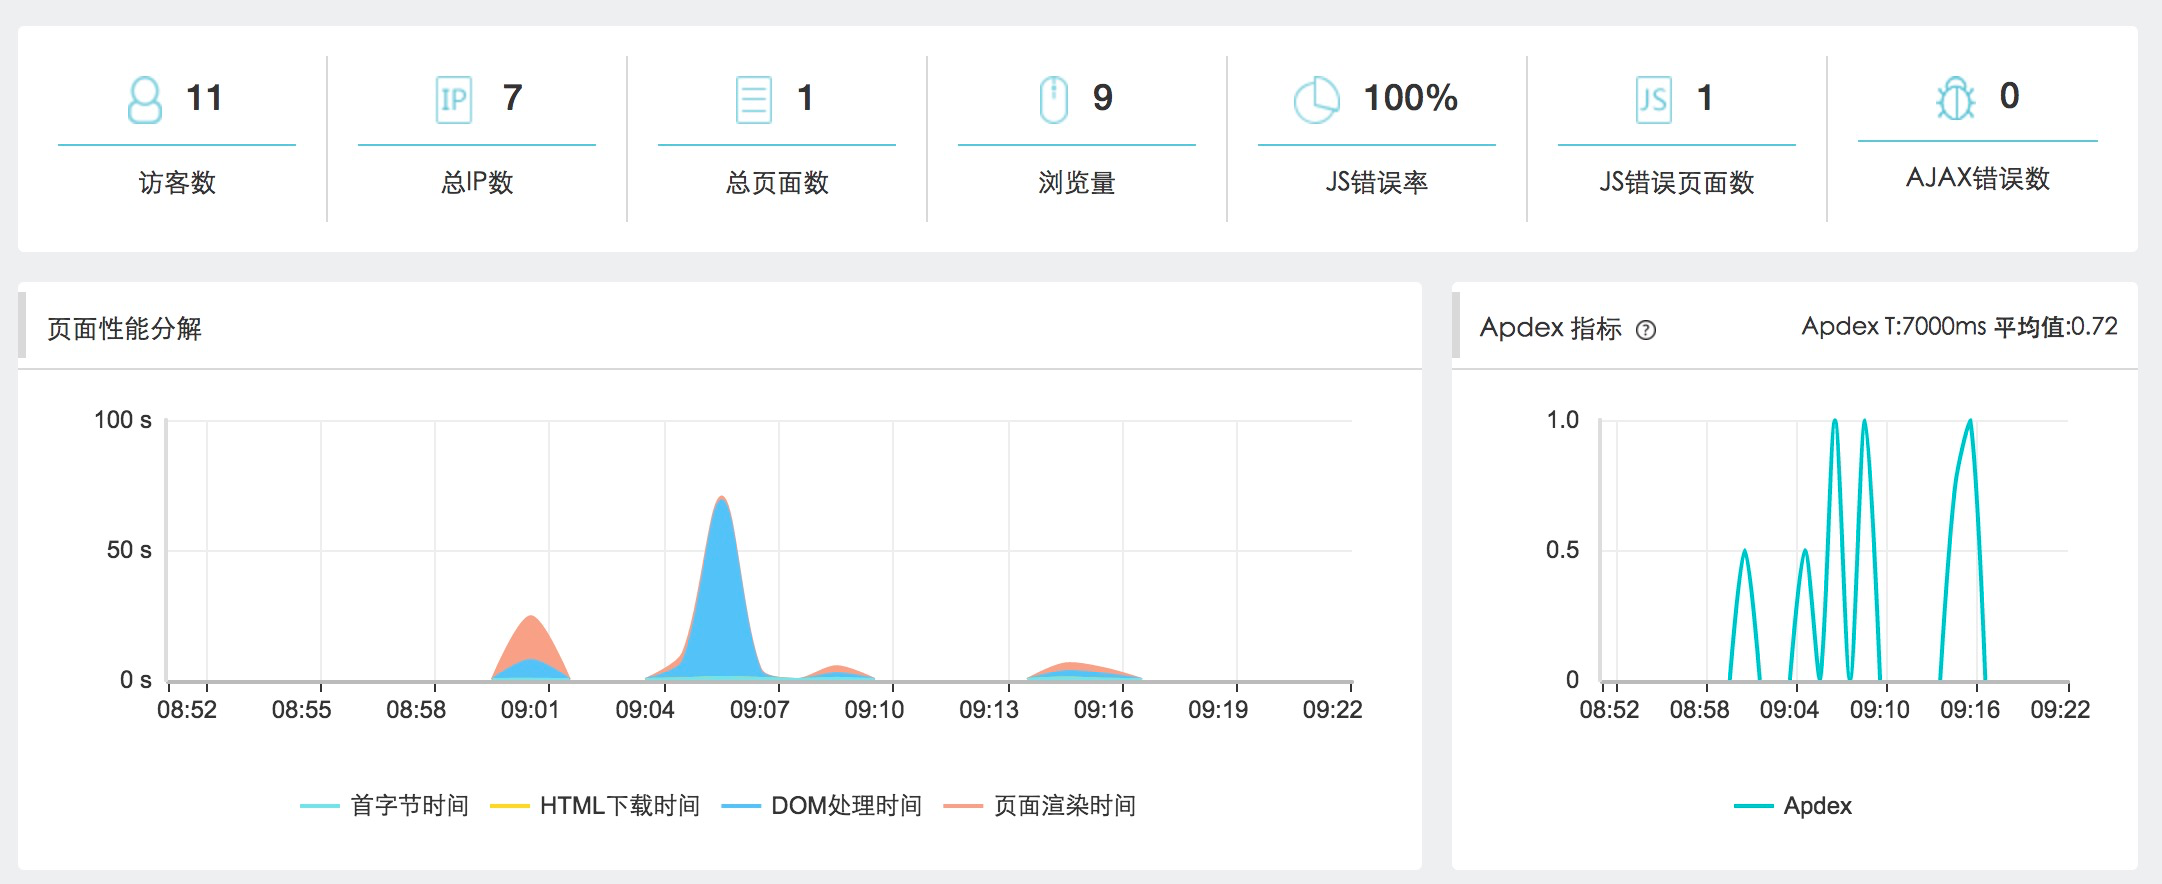 11
IP 7
1
9
100%
JS 1
0
访客数
总IP数
总页面数
浏览量
JS错误率
JS错误页面数
AJAX错误数
页面性能分解
100 s
50 s
0 s
08:52 08:55 08:58 09:01 09:04 09:07 09:10 09:13 09:16 09:19 09:22
首字节时间 HTML下载时间 DOM处理时间 页面渲染时间
Apdex 指标 ? Apdex T:7000ms 平均值:0.72
1.0
0.5
0
08:52 08:58 09:04 09:10 09:16 09:22
Apdex